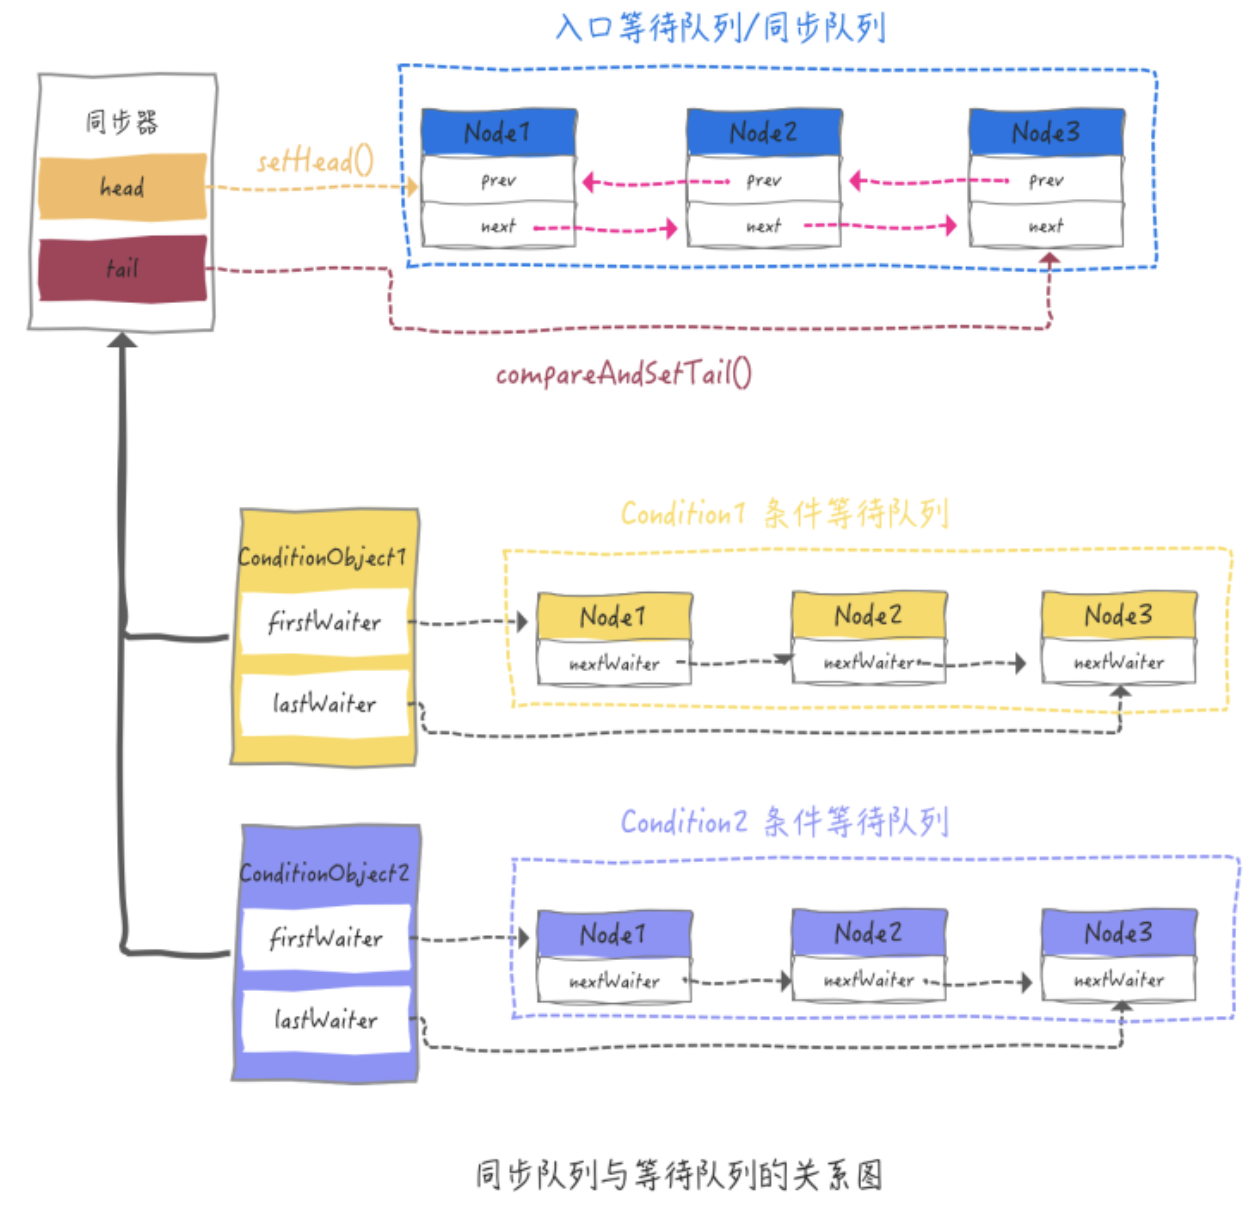 入口等待队列/同步队列
同步器
head
tail
setHead()
Node1
prev
next
Node2
prev
next
Node3
prev
next
compareAndSetTail()
Condition1 条件等待队列
ConditionObject1
firstWaiter
lastWaiter
Node1
nextWaiter
Node2
nextWaiter
Node3
nextWaiter
Condition2 条件等待队列
ConditionObject2
firstWaiter
lastWaiter
Node1
nextWaiter
Node2
nextWaiter
Node3
nextWaiter
同步队列与等待队列的关系图